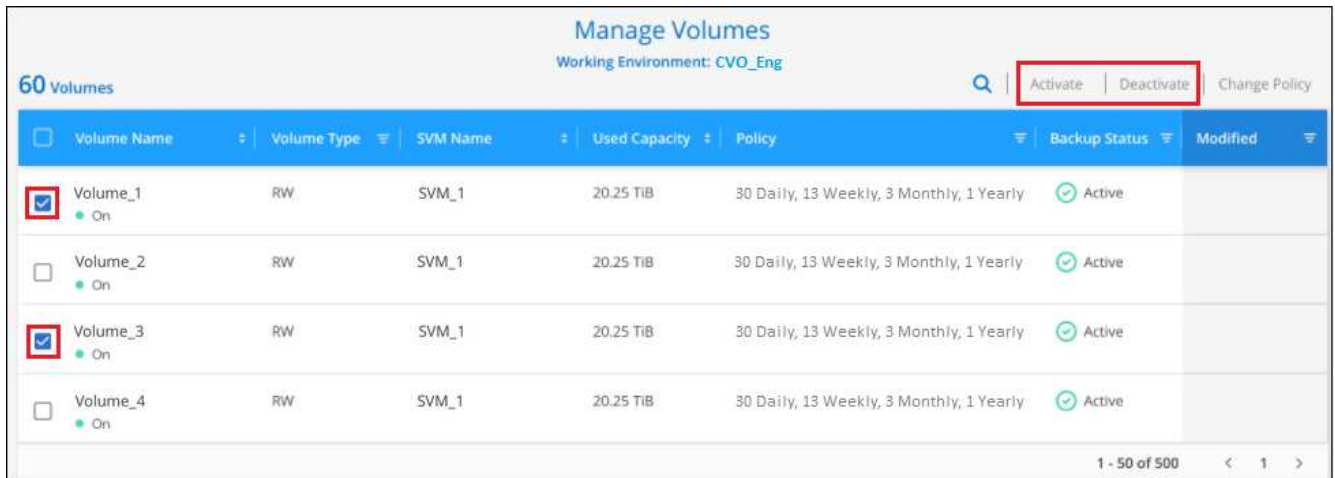 Manage Volumes
Working Environment: CVO_Eng
60 Volumes
Activate Deactivate Change Policy
Volume Name Volume Type SVM Name Used Capacity Policy Backup Status Modified
Volume_1 RW SVM_1 20.25 TiB 30 Daily, 13 Weekly, 3 Monthly, 1 Yearly Active
On
Volume_2 RW SVM_1 20.25 TiB 30 Daily, 13 Weekly, 3 Monthly, 1 Yearly Active
On
Volume_3 RW SVM_1 20.25 TiB 30 Daily, 13 Weekly, 3 Monthly, 1 Yearly Active
On
Volume_4 RW SVM_1 20.25 TiB 30 Daily, 13 Weekly, 3 Monthly, 1 Yearly Active
On
1 - 50 of 500 < 1 >